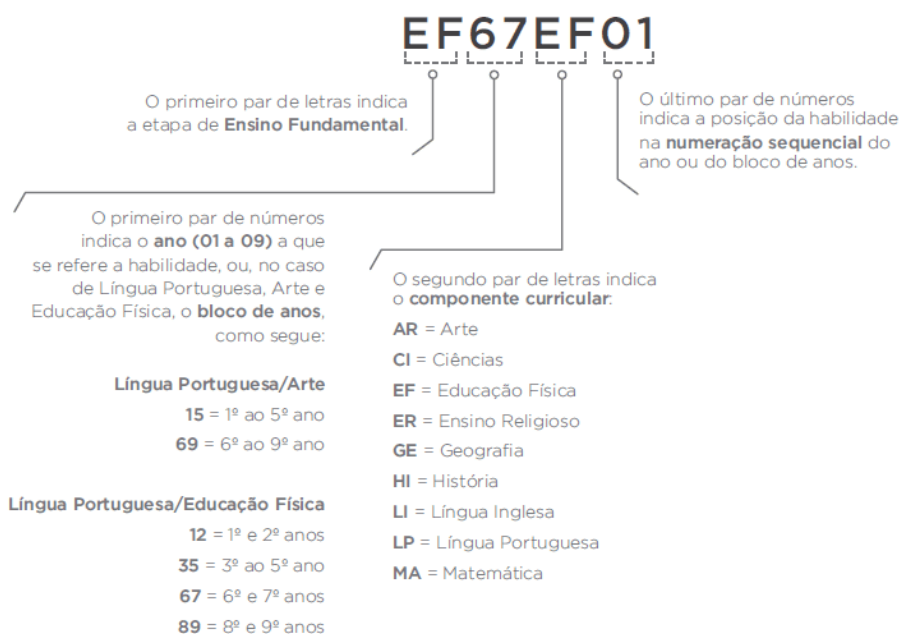 EF67EF01
O primeiro par de letras indica
a etapa de Ensino Fundamental.
O último par de números
indica a posição da habilidade
na numeração sequencial do
ano ou do bloco de anos.
O primeiro par de números
indica o ano (01 a 09) a que
se refere a habilidade, ou, no caso
de Língua Portuguesa, Arte e
Educação Física, o bloco de anos,
como segue:
Língua Portuguesa/Arte
15 = 1º ao 5º ano
69 = 6º ao 9º ano
Língua Portuguesa/Educação Física
12 = 1º e 2º anos
35 = 3º ao 5º ano
67 = 6º e 7º anos
89 = 8º e 9º anos
O segundo par de letras indica
o componente curricular:
AR = Arte
CI = Ciências
EF = Educação Física
ER = Ensino Religioso
GE = Geografia
HI = História
LI = Língua Inglesa
LP = Língua Portuguesa
MA = Matemática